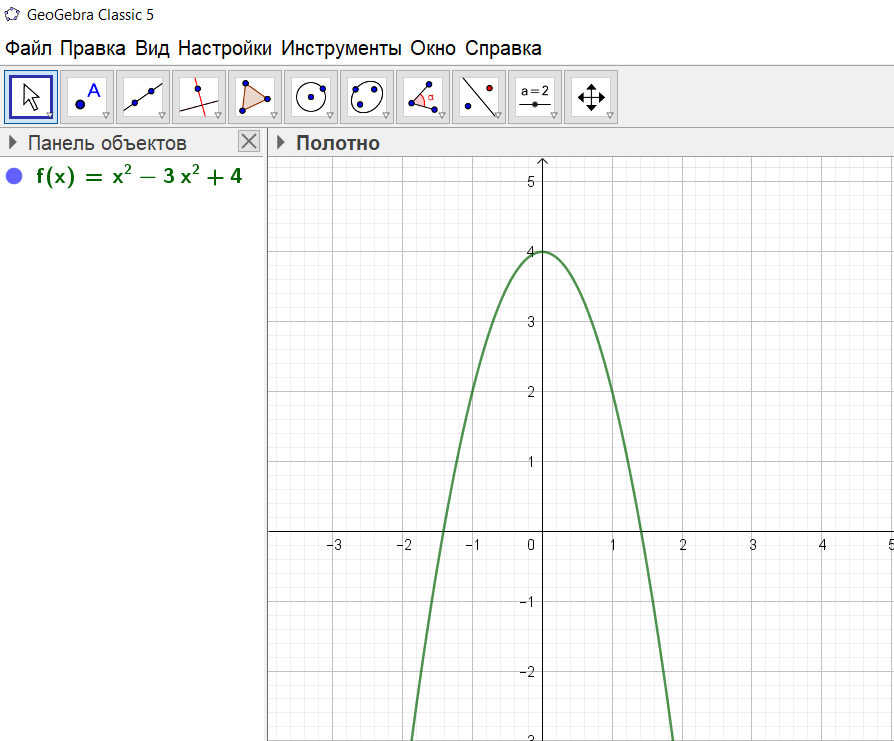 GeoGebra Classic 5
Файл Правка Вид Настройки Инструменты Окно Справка
A
α
a=2
Панель объектов
Полотно
f(x) = x² − 3 x² + 4
5
4
3
2
1
−3 −2 −1 0 1 2 3 4 5
−1
−2